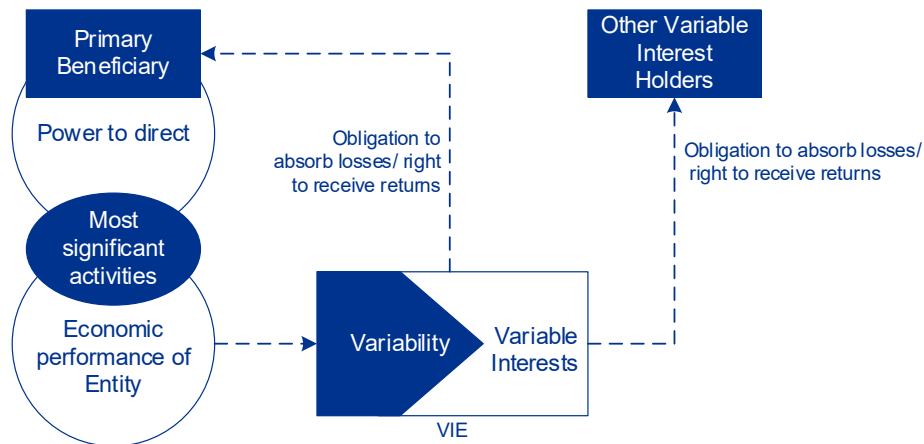 Primary
Beneficiary
Other Variable
Interest
Holders
Power to direct
Obligation to
absorb losses/ right
to receive returns
Obligation to absorb losses/
right to receive returns
Most
significant
activities
Economic
performance of
Entity
Variability
Variable
Interests
VIE